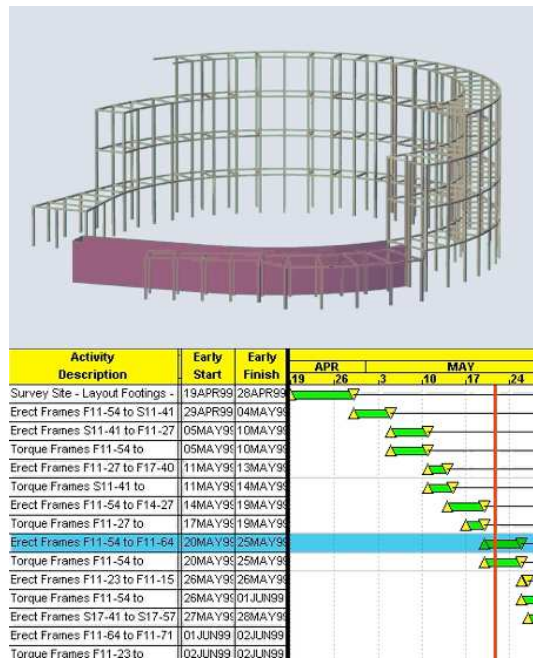 Activity Description Early Start Early Finish
APR MAY
19 26 3 10 17 24
Survey Site - Layout Footings - 19APR99 28APR99
Erect Frames F11-54 to S11-41 29APR99 04MAY99
Erect Frames S11-41 to F11-27 05MAY99 10MAY99
Torque Frames F11-54 to 05MAY99 10MAY99
Erect Frames F11-27 to F17-40 11MAY99 13MAY99
Torque Frames S11-41 to 11MAY99 14MAY99
Erect Frames F11-54 to F14-27 14MAY99 19MAY99
Torque Frames F11-27 to 17MAY99 19MAY99
Erect Frames F11-54 to F11-64 20MAY99 25MAY99
Torque Frames F11-54 to 20MAY99 25MAY99
Erect Frames F11-23 to F11-15 26MAY99 26MAY99
Torque Frames F11-54 to 26MAY99 01JUN99
Erect Frames S17-41 to S17-57 27MAY99 28MAY99
Erect Frames F11-64 to F11-71 01JUN99 02JUN99
Torque Frames F11-23 to 02JUN99 02JUN99